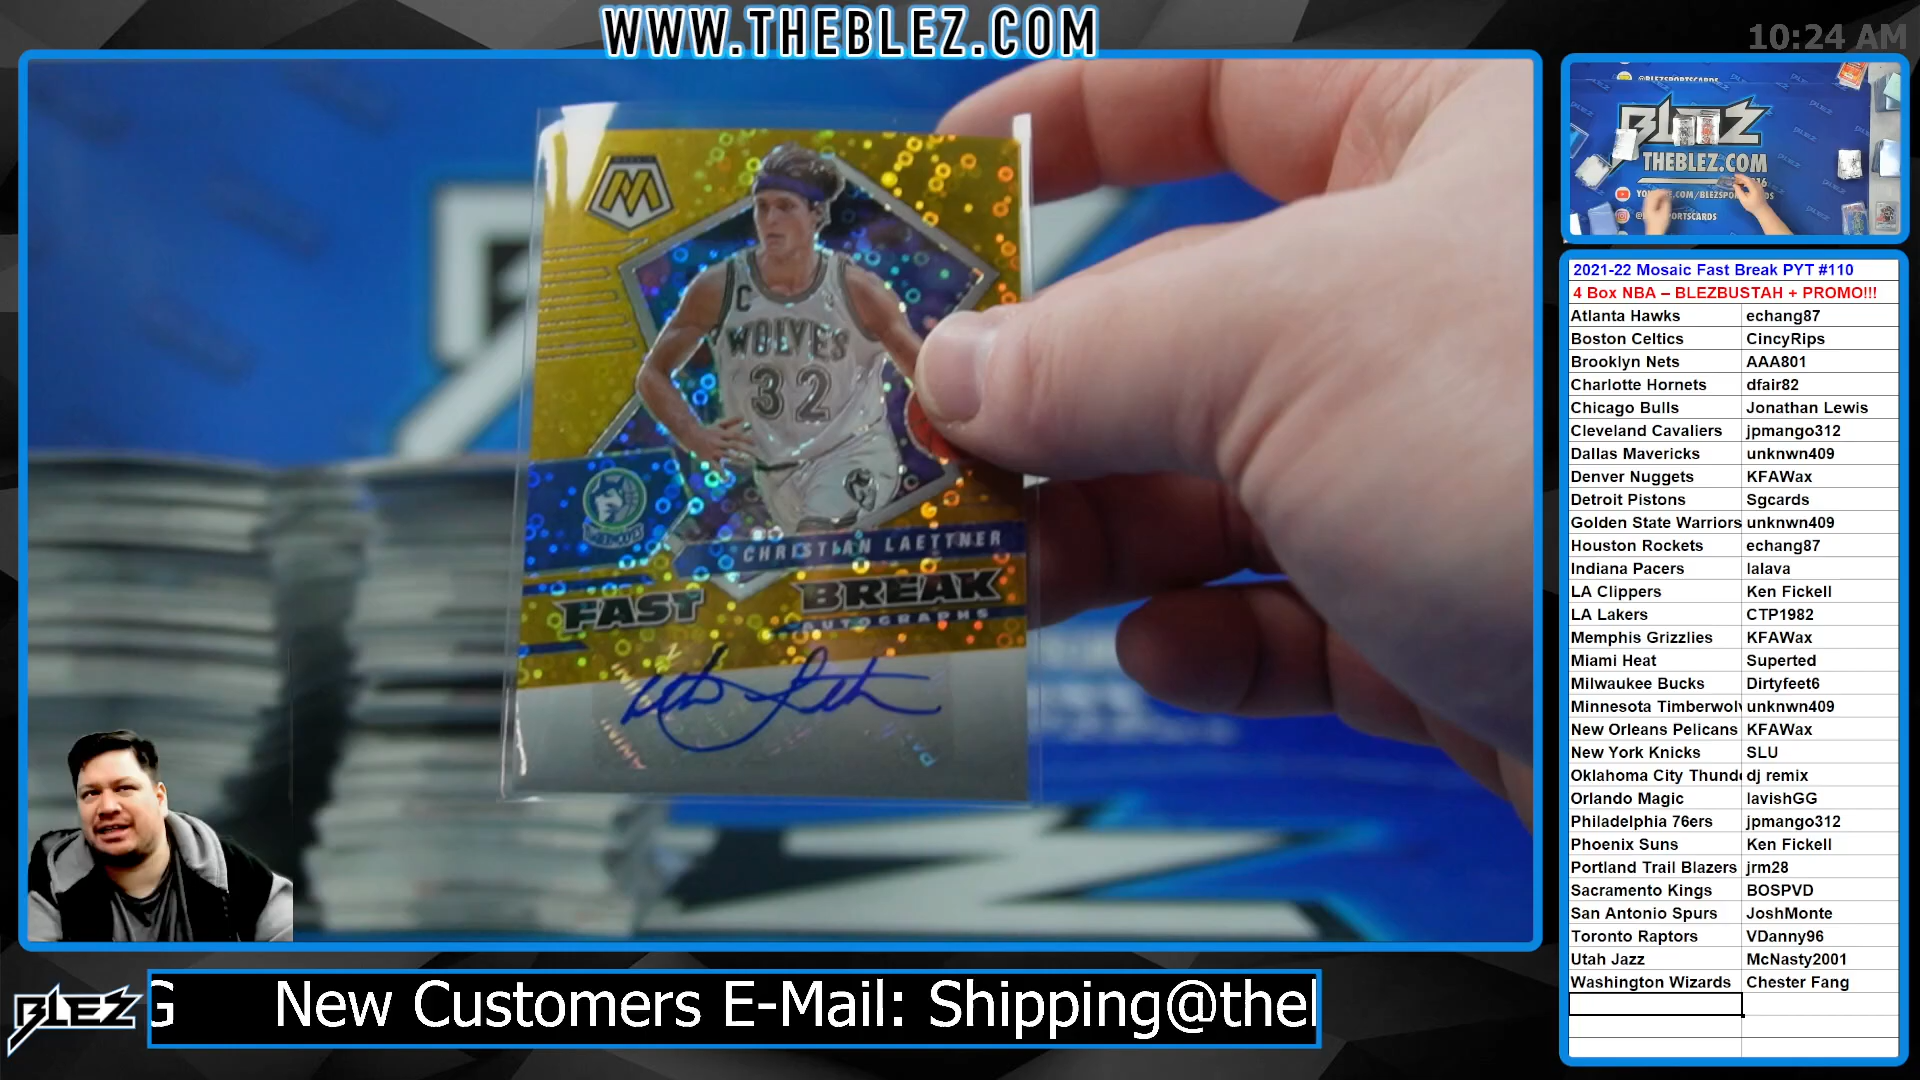 WWW.THEBLEZ.COM
10:24 AM
M
C
WOLVES
32
CHRISTIAN LAETTNER
FAST BREAK
AUTOGRAPHS
@BLEZSPORTSCARDS
BLEZ
THEBLEZ.COM
2021-22 Mosaic Fast Break PYT #110
4 Box NBA – BLEZBUSTAH + PROMO!!!
Atlanta Hawks echang87
Boston Celtics CincyRips
Brooklyn Nets AAA801
Charlotte Hornets dfair82
Chicago Bulls Jonathan Lewis
Cleveland Cavaliers jpmango312
Dallas Mavericks unknwn409
Denver Nuggets KFAWax
Detroit Pistons Sgcards
Golden State Warriors unknwn409
Houston Rockets echang87
Indiana Pacers lalava
LA Clippers Ken Fickell
LA Lakers CTP1982
Memphis Grizzlies KFAWax
Miami Heat Superted
Milwaukee Bucks Dirtyfeet6
Minnesota Timberwolv unknwn409
New Orleans Pelicans KFAWax
New York Knicks SLU
Oklahoma City Thund dj remix
Orlando Magic lavishGG
Philadelphia 76ers jpmango312
Phoenix Suns Ken Fickell
Portland Trail Blazers jrm28
Sacramento Kings BOSPVD
San Antonio Spurs JoshMonte
Toronto Raptors VDanny96
Utah Jazz McNasty2001
Washington Wizards Chester Fang
BLEZ
G New Customers E-Mail: Shipping@thel